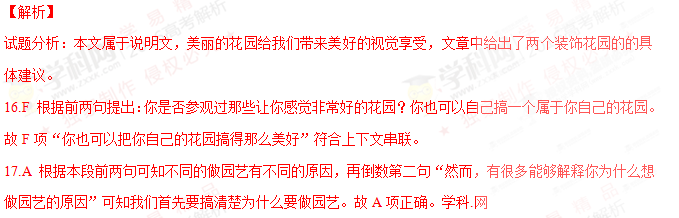 【解析】
试题分析：本文属于说明文，美丽的花园给我们带来美好的视觉享受，文章中给出了两个装饰花园的的具
体建议。
16.F 根据前两句提出：你是否参观过那些让你感觉非常好的花园？你也可以自己搞一个属于你自己的花园。
故 F 项“你也可以把你自己的花园搞得那么美好”符合上下文串联。
17.A 根据本段前两句可知不同的做园艺有不同的原因，再倒数第二句“然而，有很多能够解释你为什么想
做园艺的原因”可知我们首先要搞清楚为什么要做园艺。故 A 项正确。学科.网